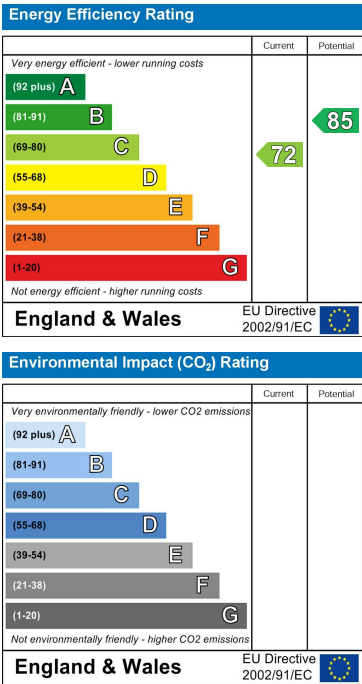 Energy Efficiency Rating
Current Potential
Very energy efficient - lower running costs
(92 plus) A
(81-91) B
(69-80) C
(55-68) D
(39-54) E
(21-38) F
(1-20) G
72
85
Not energy efficient - higher running costs
England & Wales
EU Directive
2002/91/EC
Environmental Impact (CO₂) Rating
Current Potential
Very environmentally friendly - lower CO2 emissions
(92 plus) A
(81-91) B
(69-80) C
(55-68) D
(39-54) E
(21-38) F
(1-20) G
Not environmentally friendly - higher CO2 emissions
England & Wales
EU Directive
2002/91/EC